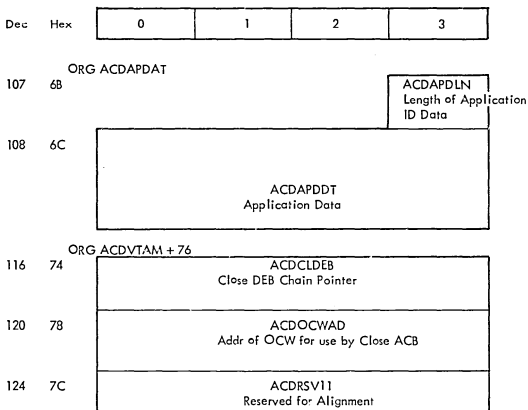 Dec Hex 0 1 2 3
ORG ACDAPDAT
107 6B ACDAPDLN
Length of Application
ID Data
108 6C
ACDAPDDT
Application Data
ORG ACDVTAM + 76
116 74 ACDCLDEB
Close DEB Chain Pointer
120 78 ACDOCWAD
Addr of OCW for use by Close ACB
124 7C ACDRSV11
Reserved for Alignment